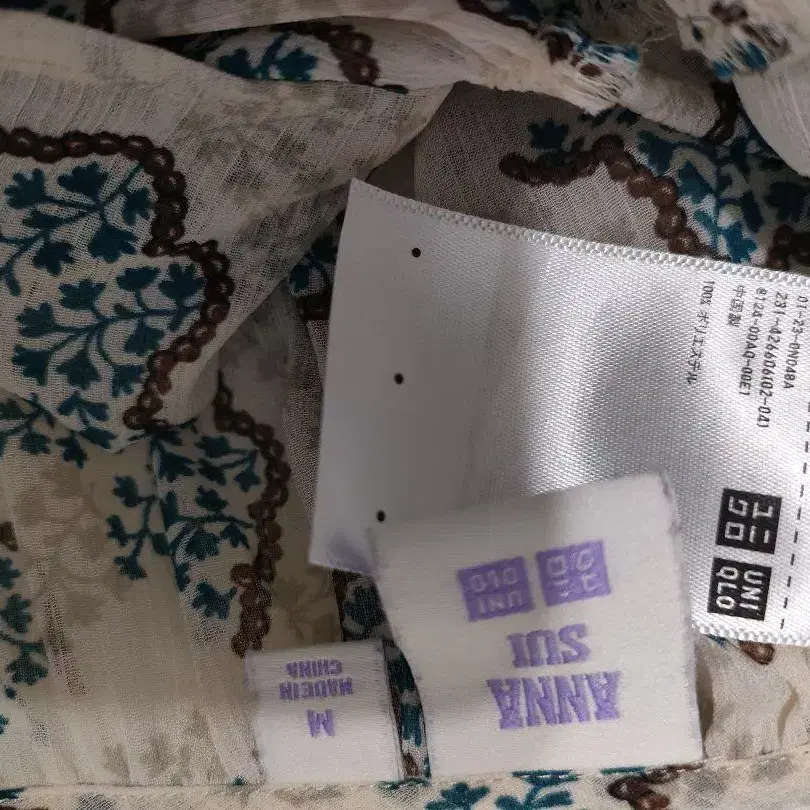 01-23-0N048A
231-426606(02-04)
8124-00A0-00E1
中国製
100% ポリエステル
ユニ
クロ
UNI
QLO
ANNA
SUI
ユニ
クロ
UNI
QLO
M
MADE IN
CHINA